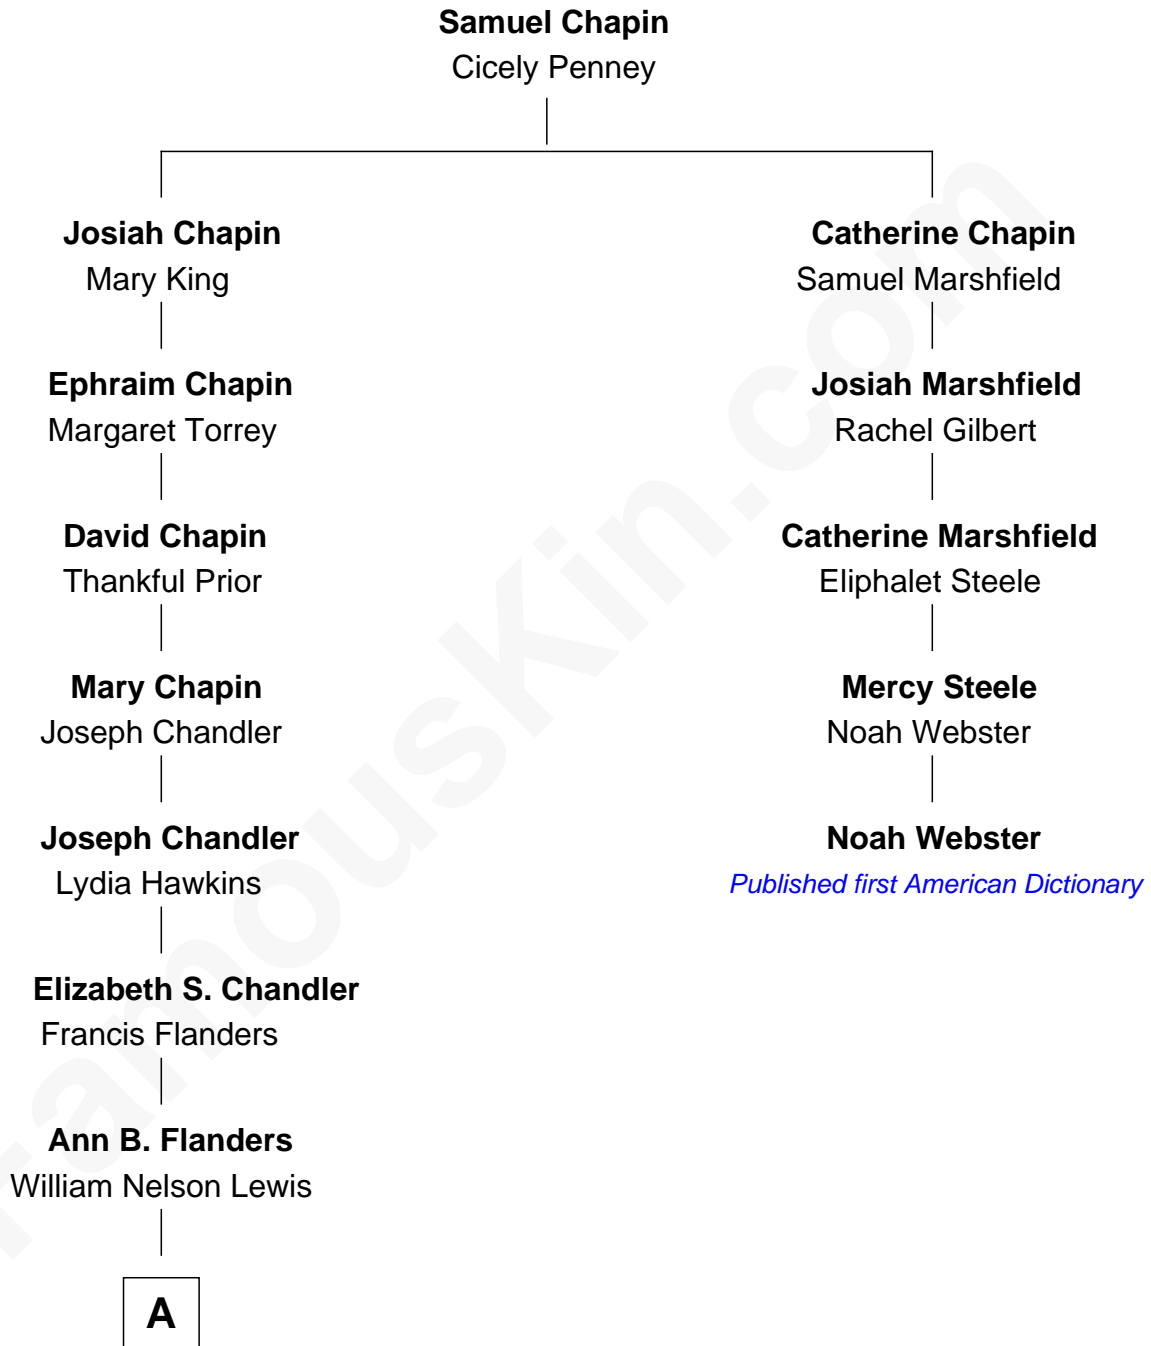 Samuel Chapin
Cicely Penney
Josiah Chapin
Mary King
Catherine Chapin
Samuel Marshfield
Ephraim Chapin
Margaret Torrey
Josiah Marshfield
Rachel Gilbert
David Chapin
Thankful Prior
Catherine Marshfield
Eliphalet Steele
Mary Chapin
Joseph Chandler
Mercy Steele
Noah Webster
Joseph Chandler
Lydia Hawkins
Noah Webster
Published first American Dictionary
Elizabeth S. Chandler
Francis Flanders
Ann B. Flanders
William Nelson Lewis
A
FamousKin.com